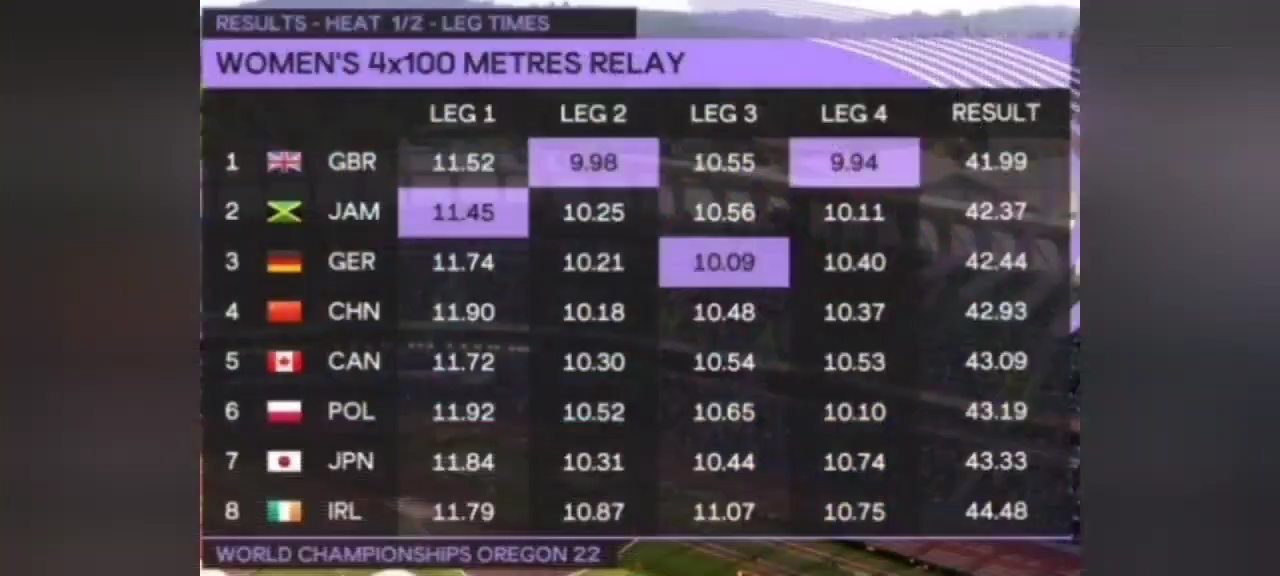 RESULTS - HEAT 1/2 - LEG TIMES
WOMEN'S 4x100 METRES RELAY
LEG 1 LEG 2 LEG 3 LEG 4 RESULT
1 GBR 11.52 9.98 10.55 9.94 41.99
2 JAM 11.45 10.25 10.56 10.11 42.37
3 GER 11.74 10.21 10.09 10.40 42.44
4 CHN 11.90 10.18 10.48 10.37 42.93
5 CAN 11.72 10.30 10.54 10.53 43.09
6 POL 11.92 10.52 10.65 10.10 43.19
7 JPN 11.84 10.31 10.44 10.74 43.33
8 IRL 11.79 10.87 11.07 10.75 44.48
WORLD CHAMPIONSHIPS OREGON 22